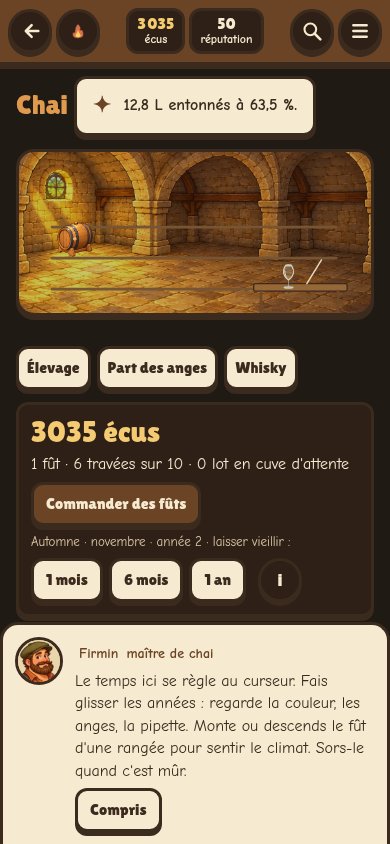 3035
écus
50
réputation
Chai
12,8 L entonnés à 63,5 %.
Élevage
Part des anges
Whisky
3035 écus
1 fût · 6 travées sur 10 · 0 lot en cuve d'attente
Commander des fûts
Automne · novembre · année 2 · laisser vieillir :
1 mois
6 mois
1 an
i
Firmin maître de chai
Le temps ici se règle au curseur. Fais
glisser les années : regarde la couleur, les
anges, la pipette. Monte ou descends le fût
d'une rangée pour sentir le climat. Sors-le
quand c'est mûr.
Compris